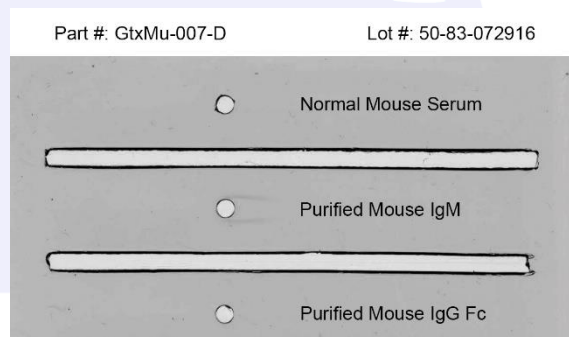 Part #: GtxMu-007-D Lot #: 50-83-072916
Normal Mouse Serum
Purified Mouse IgM
Purified Mouse IgG Fc